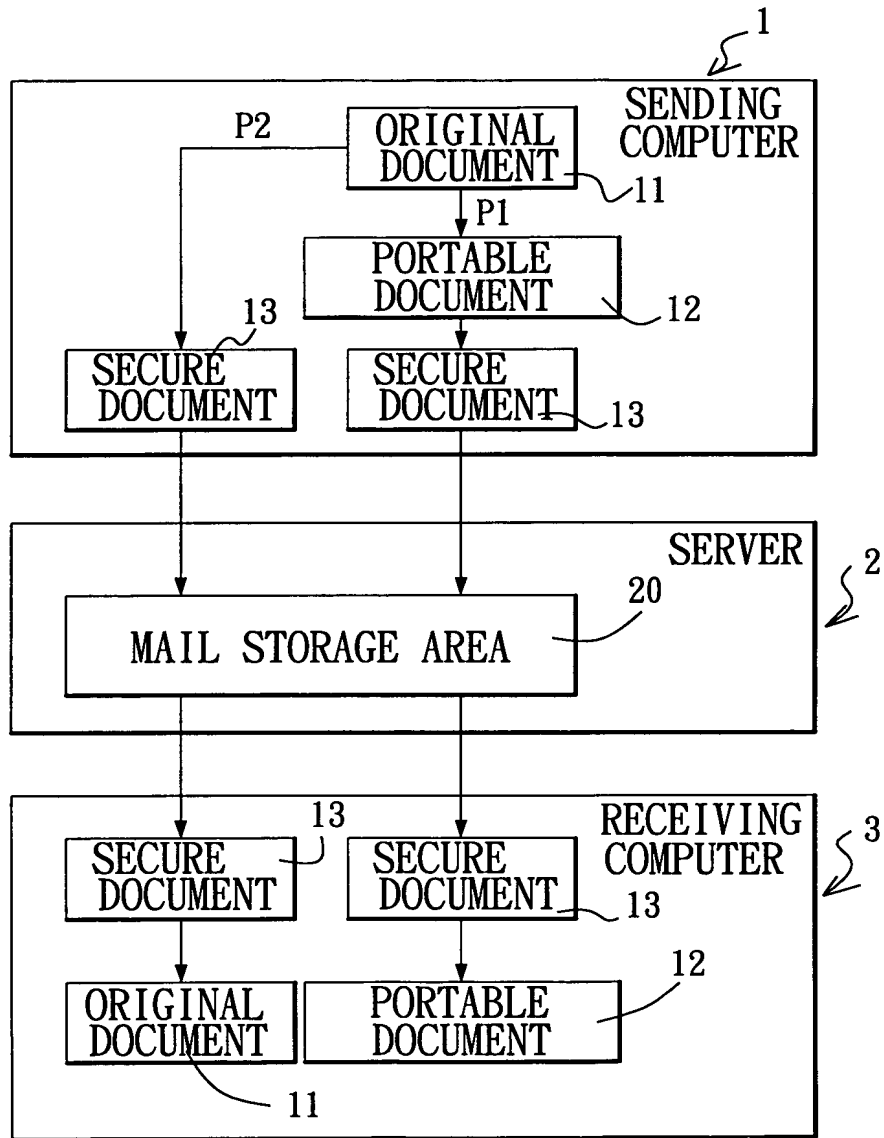 1
SENDING
COMPUTER
P2
ORIGINAL
DOCUMENT
11
P1
PORTABLE
DOCUMENT
12
13
SECURE
DOCUMENT
SECURE
DOCUMENT
13
SERVER
2
20
MAIL STORAGE AREA
RECEIVING
COMPUTER
3
13
SECURE
DOCUMENT
SECURE
DOCUMENT
13
ORIGINAL
DOCUMENT
11
PORTABLE
DOCUMENT
12